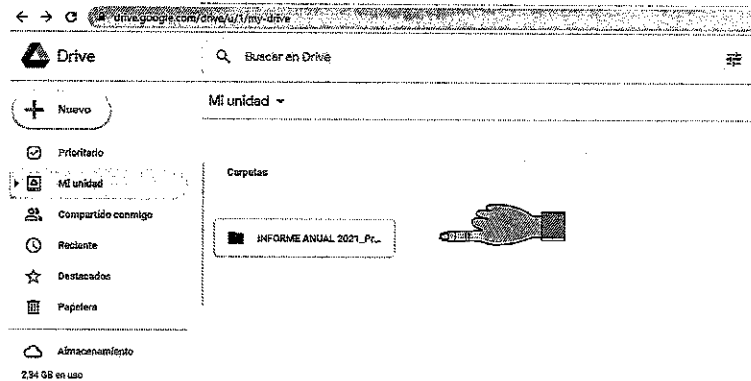 drive.google.com/drive/u/1/my-drive
Drive
Buscar en Drive
Nuevo
Mi unidad
Prioritario
Mi unidad
Compartido conmigo
Reciente
Destacados
Papelera
Almacenamiento
2,94 GB en uso
Carpetas
INFORME ANUAL 2021_Pr...